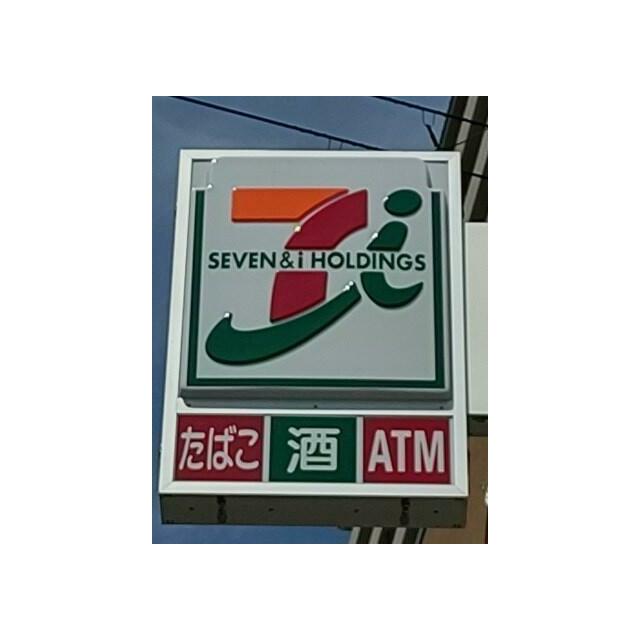 SEVEN & i HOLDINGS
たばこ 酒 ATM